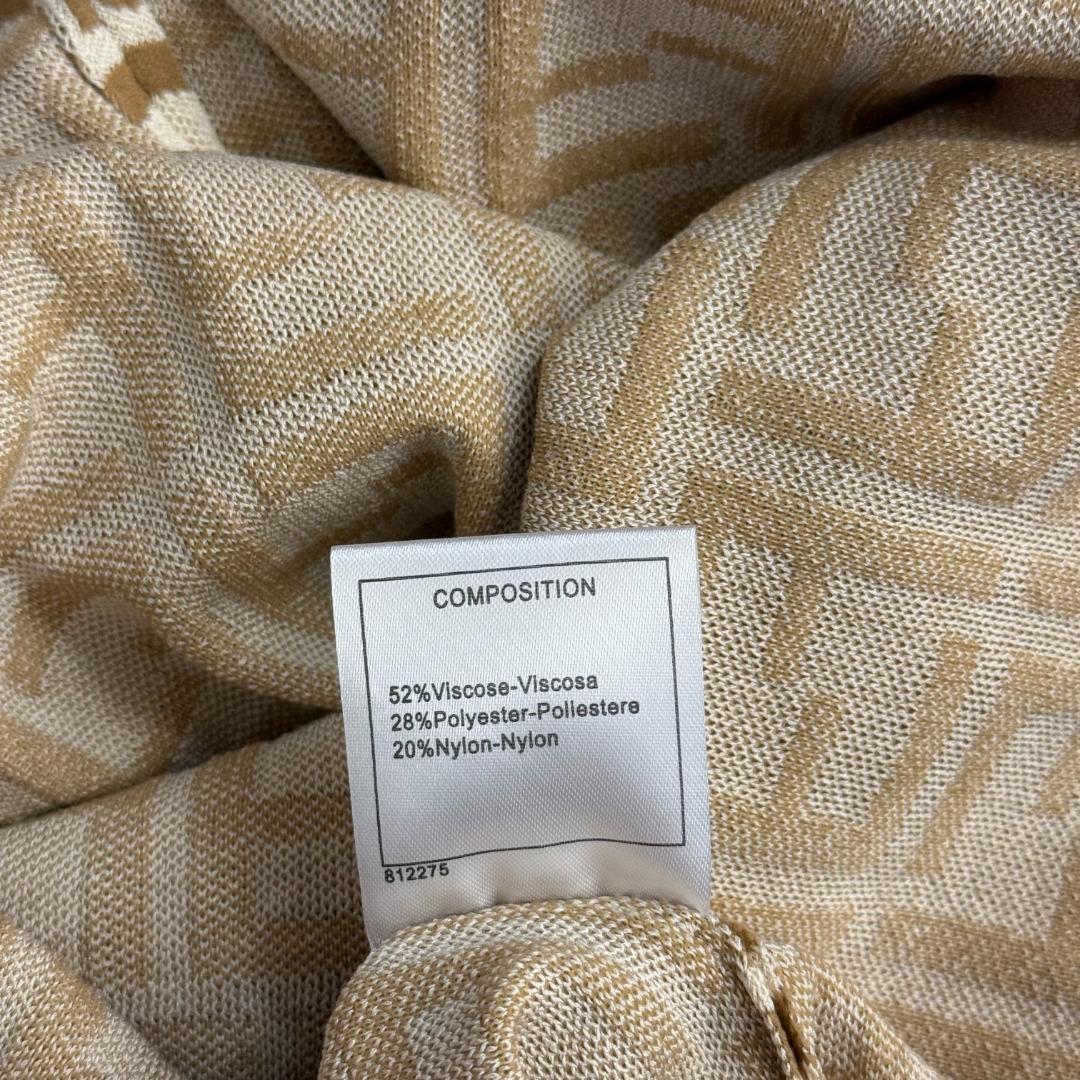 COMPOSITION
52%Viscose-Viscosa
28%Polyester-Poliestere
20%Nylon-Nylon
812275